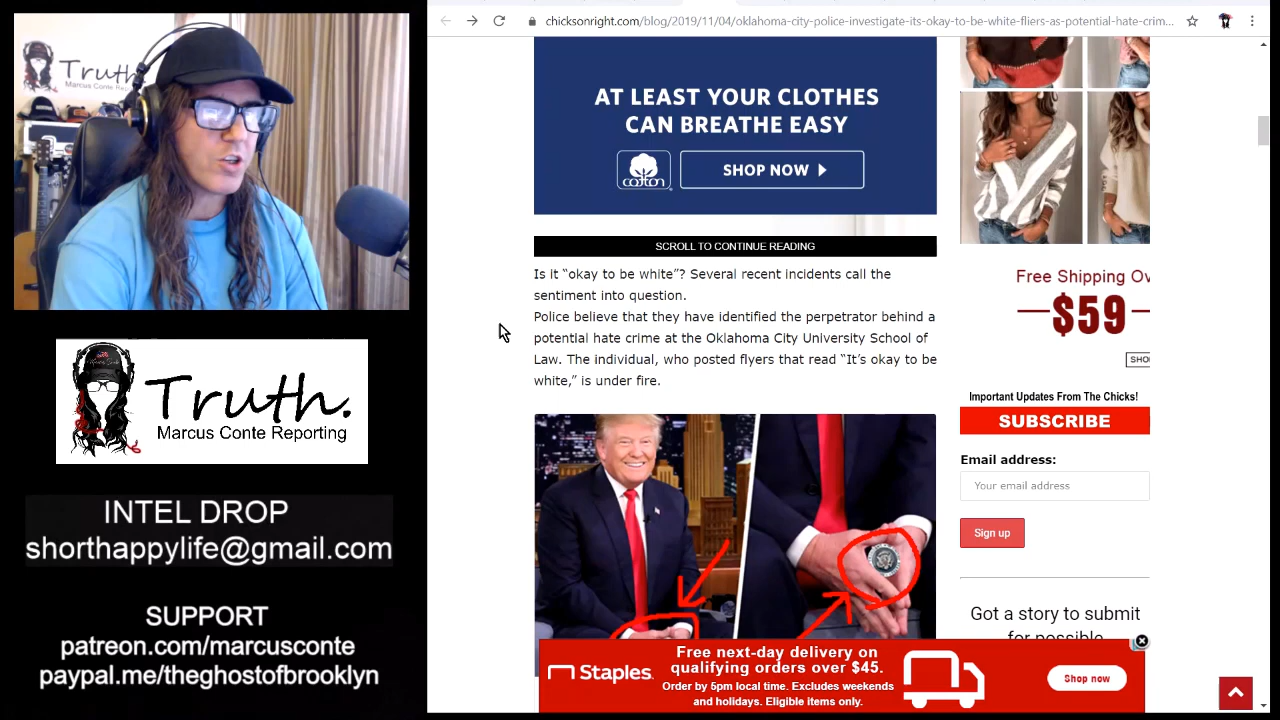 Truth.
Marcus Conte Rep
Truth.
Marcus Conte Reporting
INTEL DROP
shorthappylife@gmail.com
SUPPORT
patreon.com/marcusconte
paypal.me/theghostofbrooklyn
chicksonright.com/blog/2019/11/04/oklahoma-city-police-investigate-its-okay-to-be-white-fliers-as-potential-hate-crim...
AT LEAST YOUR CLOTHES
CAN BREATHE EASY
cotton
SHOP NOW
SCROLL TO CONTINUE READING
Is it “okay to be white”? Several recent incidents call the
sentiment into question.
Police believe that they have identified the perpetrator behind a
potential hate crime at the Oklahoma City University School of
Law. The individual, who posted flyers that read “It’s okay to be
white,” is under fire.
Free Shipping Ov
$59
SHO
Important Updates From The Chicks!
SUBSCRIBE
Email address:
Your email address
Sign up
Got a story to submit
for possible
Staples.
Free next-day delivery on
qualifying orders over $45.
Order by 5pm local time. Excludes weekends
and holidays. Eligible items only.
Shop now